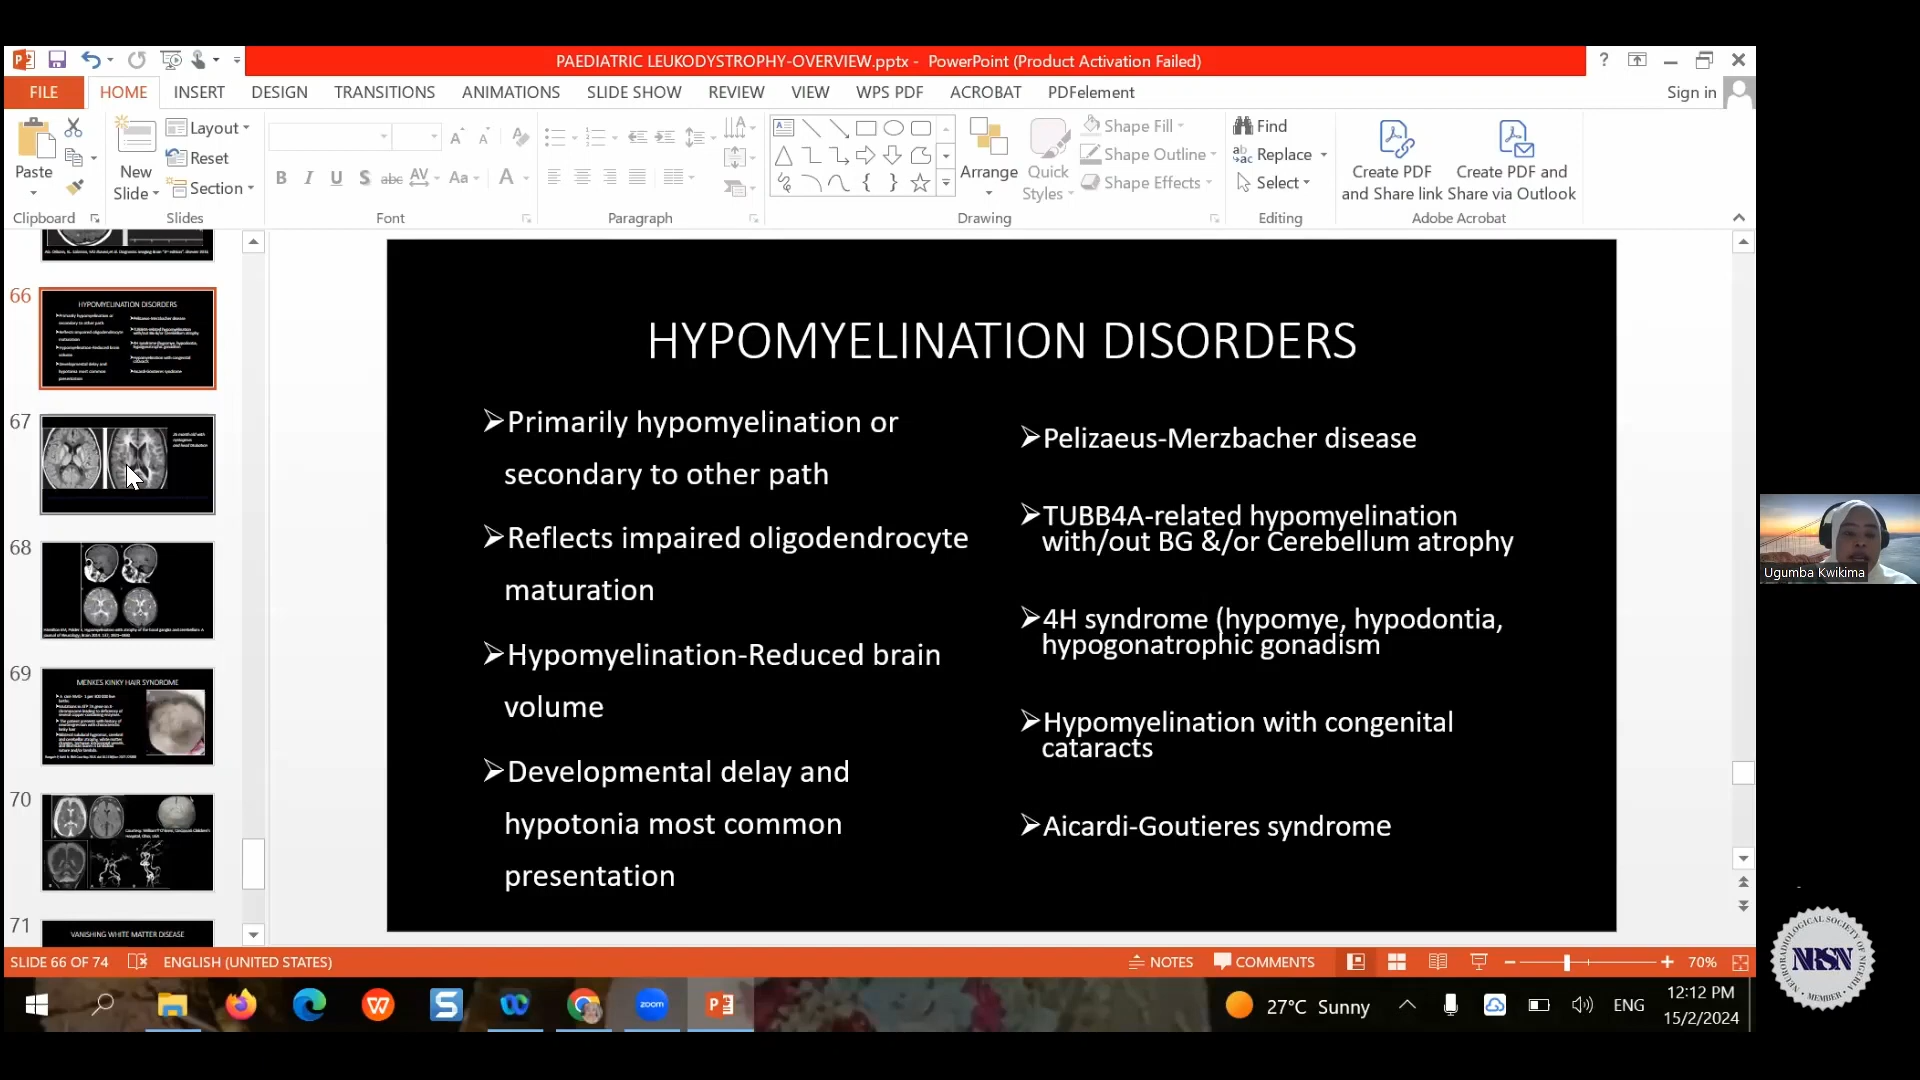 PAEDIATRIC LEUKODYSTROPHY-OVERVIEW.pptx - PowerPoint (Product Activation Failed)
FILE HOME INSERT DESIGN TRANSITIONS ANIMATIONS SLIDE SHOW REVIEW VIEW WPS PDF ACROBAT PDFelement Sign in
Paste
Clipboard
New
Slide
Layout
Reset
Section
Slides
Font
Paragraph
Arrange
Quick
Styles
Shape Fill
Shape Outline
Shape Effects
Drawing
Find
Replace
Select
Editing
Create PDF
and Share link
Create PDF and
Share via Outlook
Adobe Acrobat
66
HYPOMYELINATION DISORDERS
67
68
69
MENKES KINKY HAIR SYNDROME
70
71
VANISHING WHITE MATTER DISEASE
HYPOMYELINATION DISORDERS
➢Primarily hypomyelination or
secondary to other path
➢Reflects impaired oligodendrocyte
maturation
➢Hypomyelination-Reduced brain
volume
➢Developmental delay and
hypotonia most common
presentation
➢Pelizaeus-Merzbacher disease
➢TUBB4A-related hypomyelination
with/out BG &/or Cerebellum atrophy
➢4H syndrome (hypomye, hypodontia,
hypogonatrophic gonadism
➢Hypomyelination with congenital
cataracts
➢Aicardi-Goutieres syndrome
Ugumba Kwikima
NEURORADIOLOGICAL SOCIETY OF NIGERIA
NRSN
MEMBER
SLIDE 66 OF 74 ENGLISH (UNITED STATES) NOTES COMMENTS 70%
zoom
27°C Sunny ENG
12:12 PM
15/2/2024